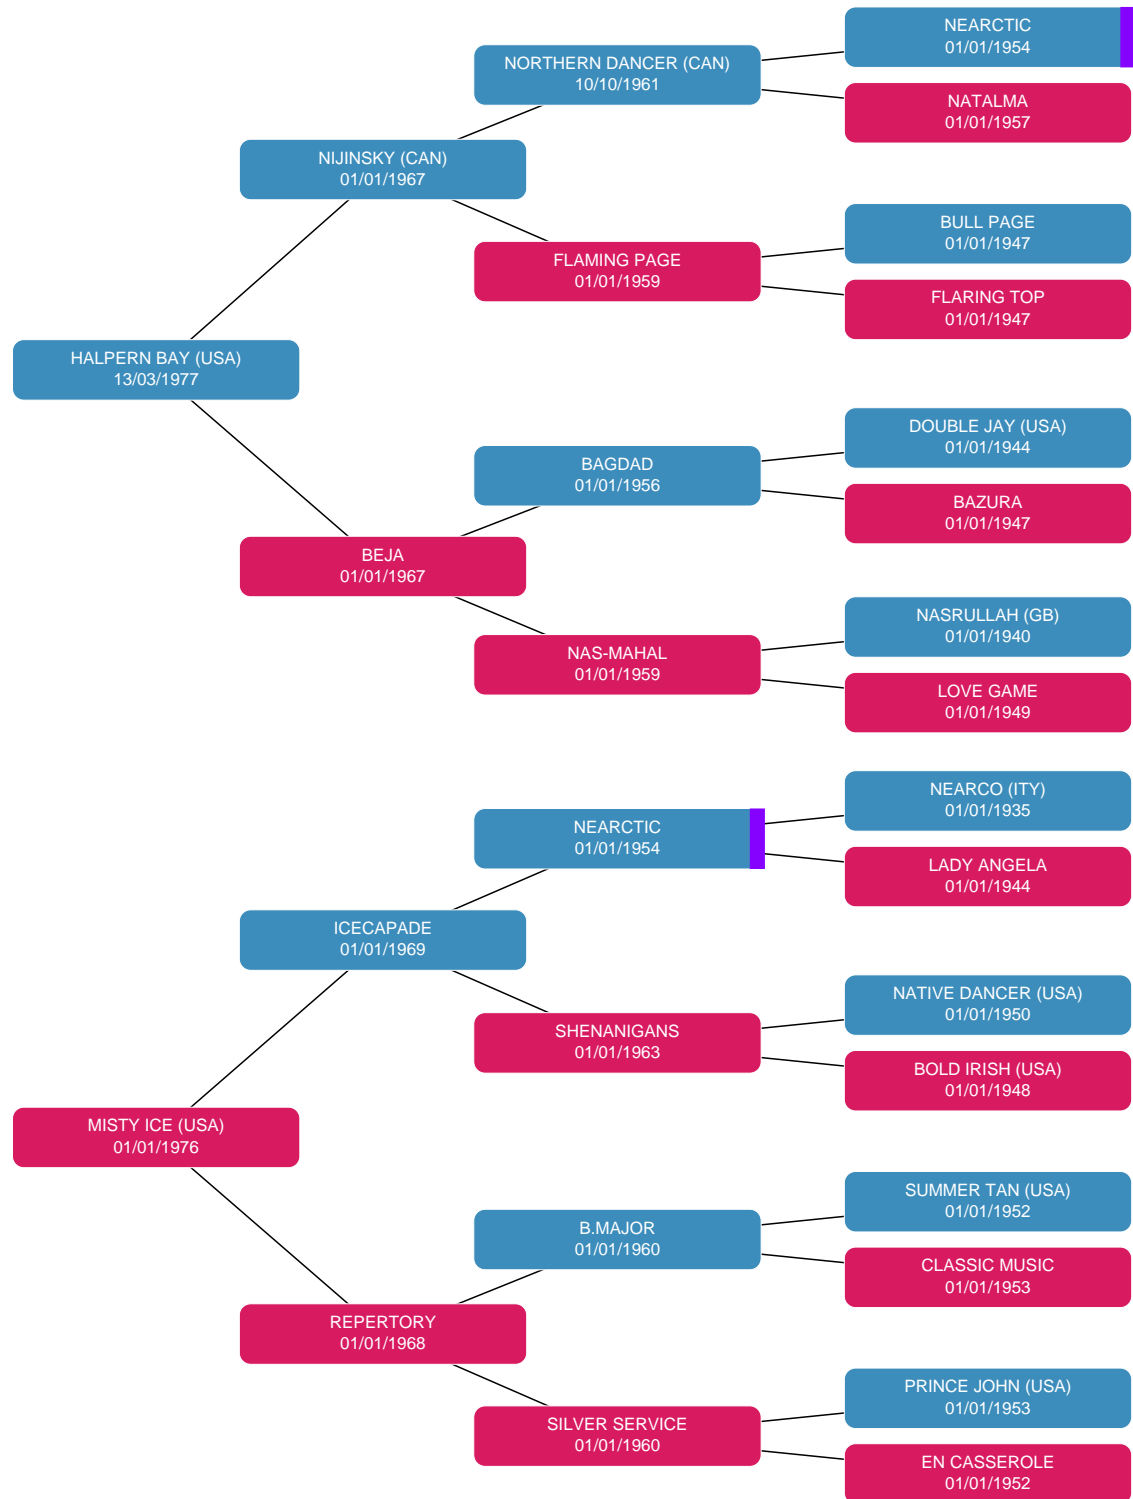 NEARCTIC
01/01/1954
NORTHERN DANCER (CAN)
10/10/1961
NATALMA
01/01/1957
NIJINSKY (CAN)
01/01/1967
BULL PAGE
01/01/1947
FLAMING PAGE
01/01/1959
FLARING TOP
01/01/1947
HALPERN BAY (USA)
13/03/1977
DOUBLE JAY (USA)
01/01/1944
BAGDAD
01/01/1956
BAZURA
01/01/1947
BEJA
01/01/1967
NASRULLAH (GB)
01/01/1940
NAS-MAHAL
01/01/1959
LOVE GAME
01/01/1949
NEARCO (ITY)
01/01/1935
NEARCTIC
01/01/1954
LADY ANGELA
01/01/1944
ICECAPADE
01/01/1969
NATIVE DANCER (USA)
01/01/1950
SHENANIGANS
01/01/1963
BOLD IRISH (USA)
01/01/1948
MISTY ICE (USA)
01/01/1976
SUMMER TAN (USA)
01/01/1952
B.MAJOR
01/01/1960
CLASSIC MUSIC
01/01/1953
REPERTORY
01/01/1968
PRINCE JOHN (USA)
01/01/1953
SILVER SERVICE
01/01/1960
EN CASSEROLE
01/01/1952